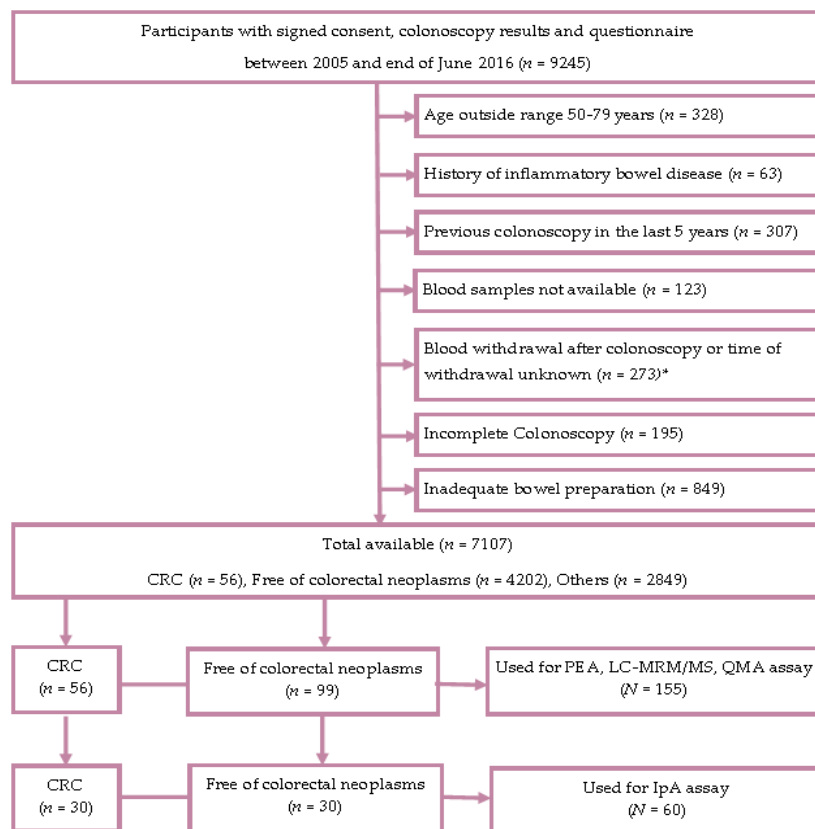 Participants with signed consent, colonoscopy results and questionnaire
between 2005 and end of June 2016 (n = 9245)
Age outside range 50-79 years (n = 328)
History of inflammatory bowel disease (n = 63)
Previous colonoscopy in the last 5 years (n = 307)
Blood samples not available (n = 123)
Blood withdrawal after colonoscopy or time of
withdrawal unknown (n = 273)*
Incomplete Colonoscopy (n = 195)
Inadequate bowel preparation (n = 849)
Total available (n = 7107)
CRC (n = 56), Free of colorectal neoplasms (n = 4202), Others (n = 2849)
CRC
(n = 56)
Free of colorectal neoplasms
(n = 99)
Used for PEA, LC-MRM/MS, QMA assay
(N = 155)
CRC
(n = 30)
Free of colorectal neoplasms
(n = 30)
Used for IpA assay
(N = 60)